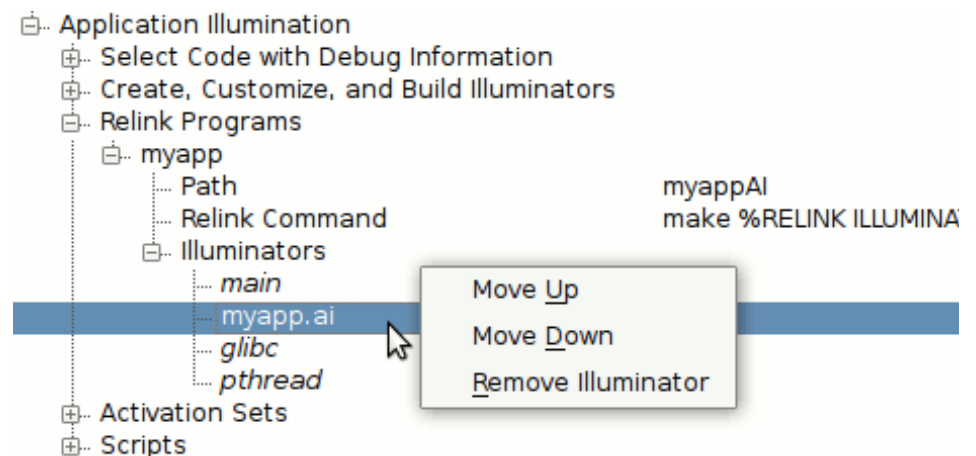 Application Illumination
Select Code with Debug Information
Create, Customize, and Build Illuminators
Relink Programs
myapp
Path myappAI
Relink Command make %RELINK ILLUMINA
Illuminators
main
myapp.ai
glibc
pthread
Move Up
Move Down
Remove Illuminator
Activation Sets
Scripts